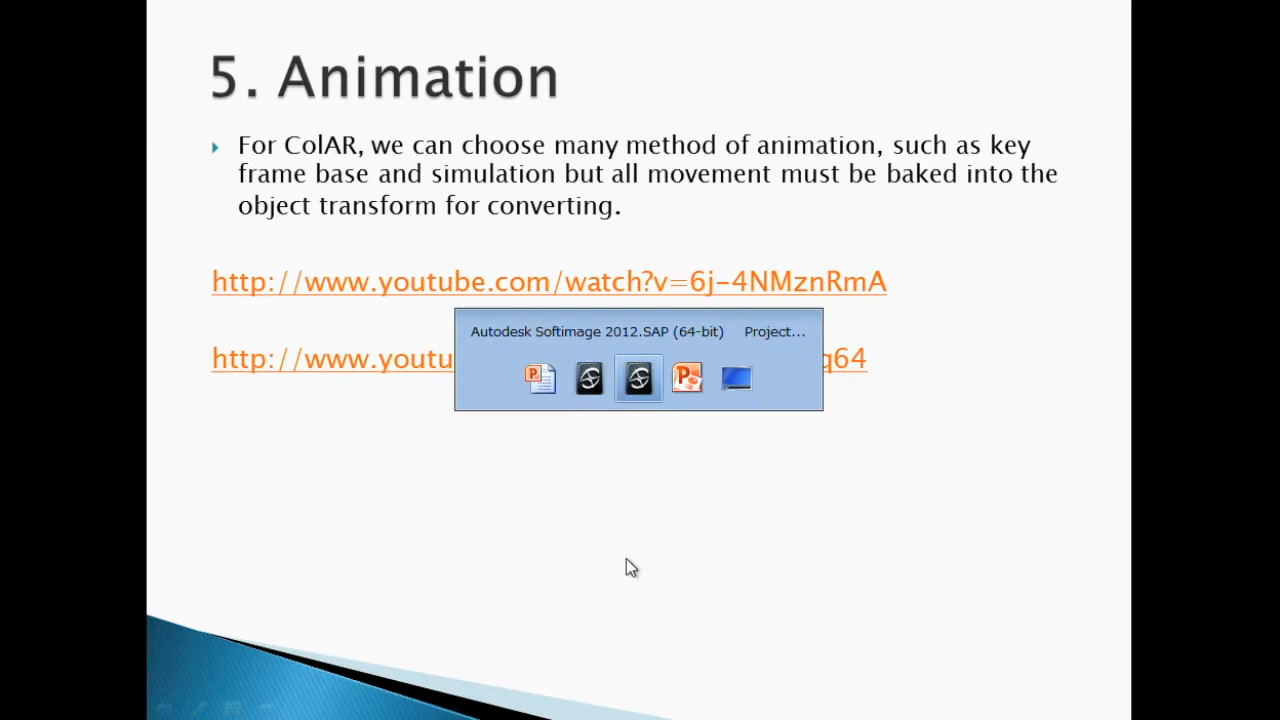 5. Animation
For ColAR, we can choose many method of animation, such as key
frame base and simulation but all movement must be baked into the
object transform for converting.
http://www.youtube.com/watch?v=6j-4NMznRmA
Autodesk Softimage 2012.SAP (64-bit) Project...
http://www.youtu q64